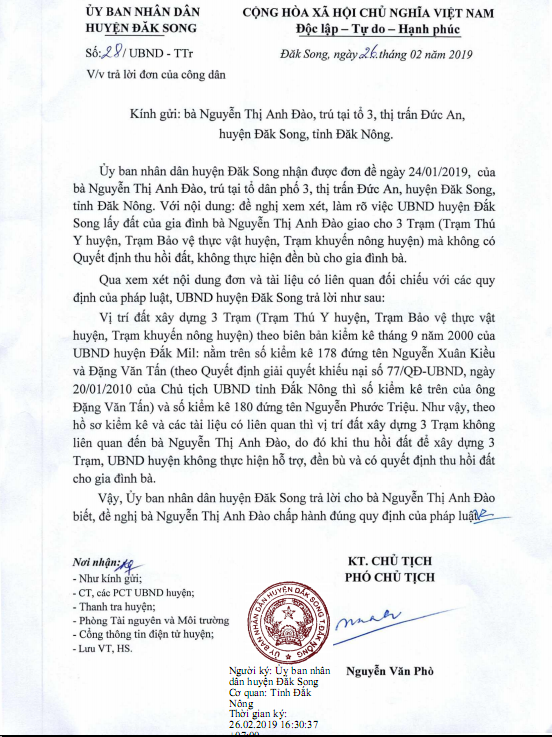 ỦY BAN NHÂN DÂN
HUYỆN ĐĂK SONG
CỘNG HÒA XÃ HỘI CHỦ NGHĨA VIỆT NAM
Độc lập – Tự do – Hạnh phúc
Số: 28/ UBND - TTr
Đăk Song, ngày 26 tháng 02 năm 2019
V/v trả lời đơn của công dân
Kính gửi: bà Nguyễn Thị Anh Đào, trú tại tổ 3, thị trấn Đức An,
huyện Đăk Song, tỉnh Đăk Nông.
Ủy ban nhân dân huyện Đăk Song nhận được đơn đề ngày 24/01/2019, của
bà Nguyễn Thị Anh Đào, trú tại tổ dân phố 3, thị trấn Đức An, huyện Đăk Song,
tỉnh Đăk Nông. Với nội dung: đề nghị xem xét, làm rõ việc UBND huyện Đăk
Song lấy đất của gia đình bà Nguyễn Thị Anh Đào giao cho 3 Trạm (Trạm Thú
Y huyện, Trạm Bảo vệ thực vật huyện, Trạm khuyến nông huyện) mà không có
Quyết định thu hồi đất, không thực hiện đền bù cho gia đình bà.
Qua xem xét nội dung đơn và tài liệu có liên quan đối chiếu với các quy
định của pháp luật, UBND huyện Đăk Song trả lời như sau:
Vị trí đất xây dựng 3 Trạm (Trạm Thú Y huyện, Trạm Bảo vệ thực vật
huyện, Trạm khuyến nông huyện) theo biên bản kiểm kê tháng 9 năm 2000 của
UBND huyện Đăk Mil: nằm trên số kiểm kê 178 đứng tên Nguyễn Xuân Kiều
và Đặng Văn Tấn (theo Quyết định giải quyết khiếu nại số 77/QĐ-UBND, ngày
20/01/2010 của Chủ tịch UBND tỉnh Đắk Nông thì số kiểm kê trên của ông
Đặng Văn Tấn) và số kiểm kê 180 đứng tên Nguyễn Phước Triệu. Như vậy, theo
hồ sơ kiểm kê và các tài liệu có liên quan thì vị trí đất xây dựng 3 Trạm không
liên quan đến bà Nguyễn Thị Anh Đào, do đó khi thu hồi đất để xây dựng 3
Trạm, UBND huyện không thực hiện hỗ trợ, đền bù và có quyết định thu hồi đất
cho gia đình bà.
Vậy, Ủy ban nhân dân huyện Đăk Song trả lời cho bà Nguyễn Thị Anh Đào
biết, đề nghị bà Nguyễn Thị Anh Đào chấp hành đúng quy định của pháp luật
Nơi nhận:
- Như kính gửi;
- CT, các PCT UBND huyện;
- Thanh tra huyện;
- Phòng Tài nguyên và Môi trường
- Cổng thông tin điện tử huyện;
- Lưu VT, HS.
KT. CHỦ TỊCH
PHÓ CHỦ TỊCH
Nguyễn Văn Phò
Người ký: Ủy ban nhân
dân huyện Đắk Song
Cơ quan: Tỉnh Đắk
Nông
Thời gian ký:
26.02.2019 16:30:37